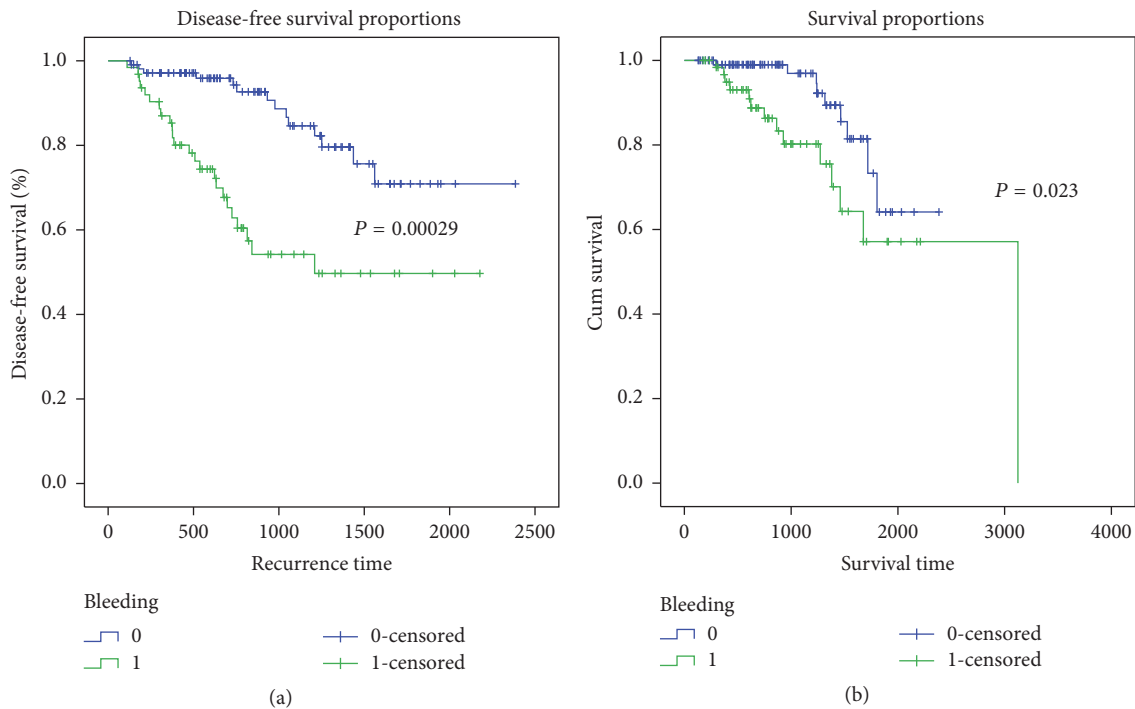 Disease-free survival proportions
1.0
0.8
0.6
0.4
0.2
0.0
Disease-free survival (%)
P = 0.00029
0 500 1000 1500 2000 2500
Recurrence time
Bleeding
0 0-censored
1 1-censored
(a)
Survival proportions
1.0
0.8
0.6
0.4
0.2
0.0
Cum survival
P = 0.023
0 1000 2000 3000 4000
Survival time
Bleeding
0 0-censored
1 1-censored
(b)